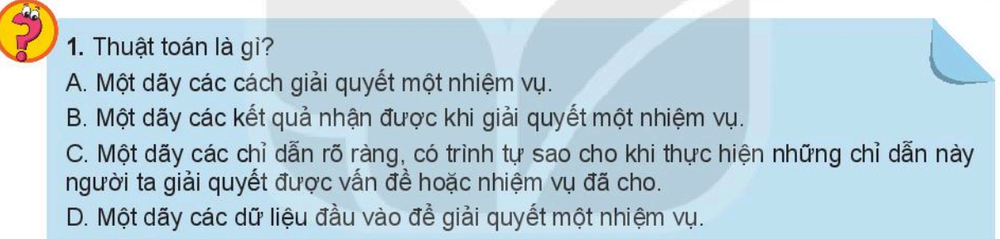 1. Thuật toán là gì?
A. Một dãy các cách giải quyết một nhiệm vụ.
B. Một dãy các kết quả nhận được khi giải quyết một nhiệm vụ.
C. Một dãy các chỉ dẫn rõ ràng, có trình tự sao cho khi thực hiện những chỉ dẫn này
người ta giải quyết được vấn đề hoặc nhiệm vụ đã cho.
D. Một dãy các dữ liệu đầu vào để giải quyết một nhiệm vụ.